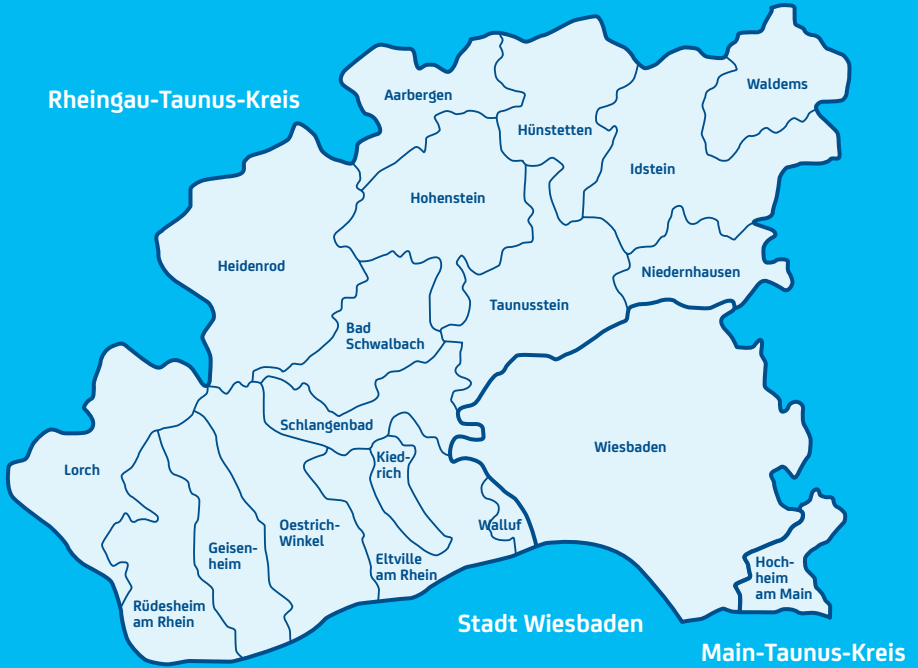 Waldems
Aarbergen
Rheingau-Taunus-Kreis
Hünstetten
Idstein
Hohenstein
Heidenrod
Niedernhausen
Taunusstein
Bad
Schwalbach
Schlangenbad
Wiesbaden
Kied-
rich
Lorch
Oestrich-
Winkel
Walluf
Geisen-
heim
Eltville
am Rhein
Hoch-
heim
am Main
Rüdesheim
am Rhein
Stadt Wiesbaden
Main-Taunus-Kreis